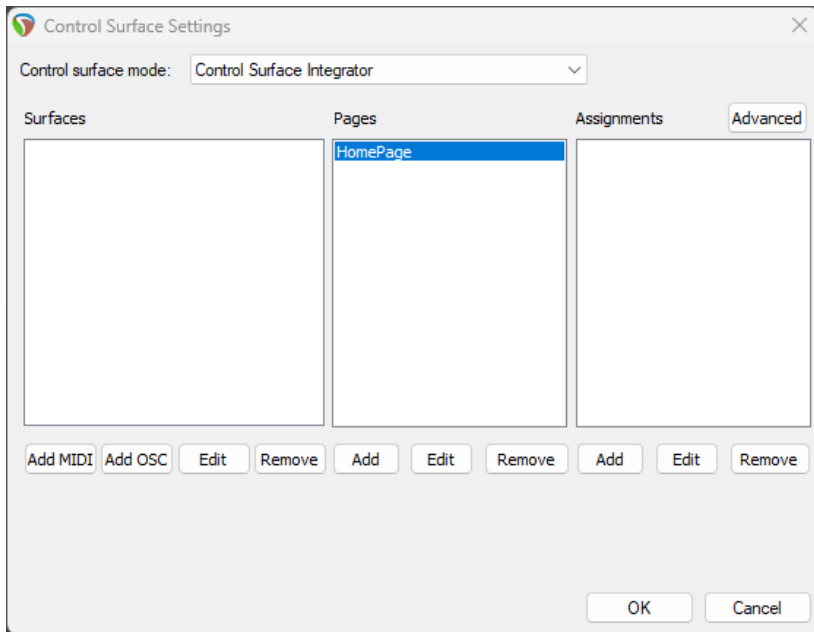 Control Surface Settings
Control surface mode: Control Surface Integrator
Surfaces Pages Assignments Advanced
HomePage
Add MIDI Add OSC Edit Remove Add Edit Remove Add Edit Remove
OK Cancel